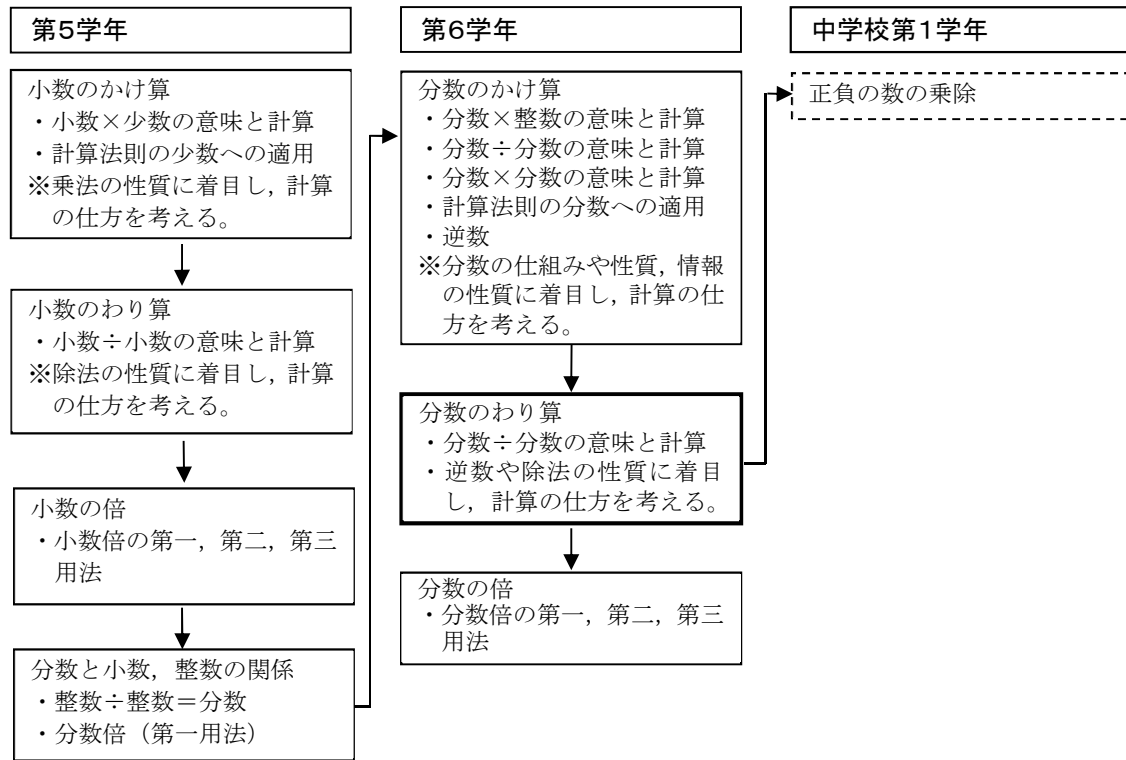 第5学年
小数のかけ算
・小数×少数の意味と計算
・計算法則の少数への適用
※乗法の性質に着目し,計算
の仕方を考える。
小数のわり算
・小数÷小数の意味と計算
※除法の性質に着目し,計算
の仕方を考える。
小数の倍
・小数倍の第一，第二，第三
用法
分数と小数，整数の関係
・整数÷整数＝分数
・分数倍（第一用法）
第6学年
分数のかけ算
・分数×整数の意味と計算
・分数÷分数の意味と計算
・分数×分数の意味と計算
・計算法則の分数への適用
・逆数
※分数の仕組みや性質,情報
の性質に着目し,計算の仕
方を考える。
分数のわり算
・分数÷分数の意味と計算
・逆数や除法の性質に着目
し，計算の仕方を考える。
分数の倍
・分数倍の第一，第二，第三
用法
中学校第1学年
正負の数の乗除